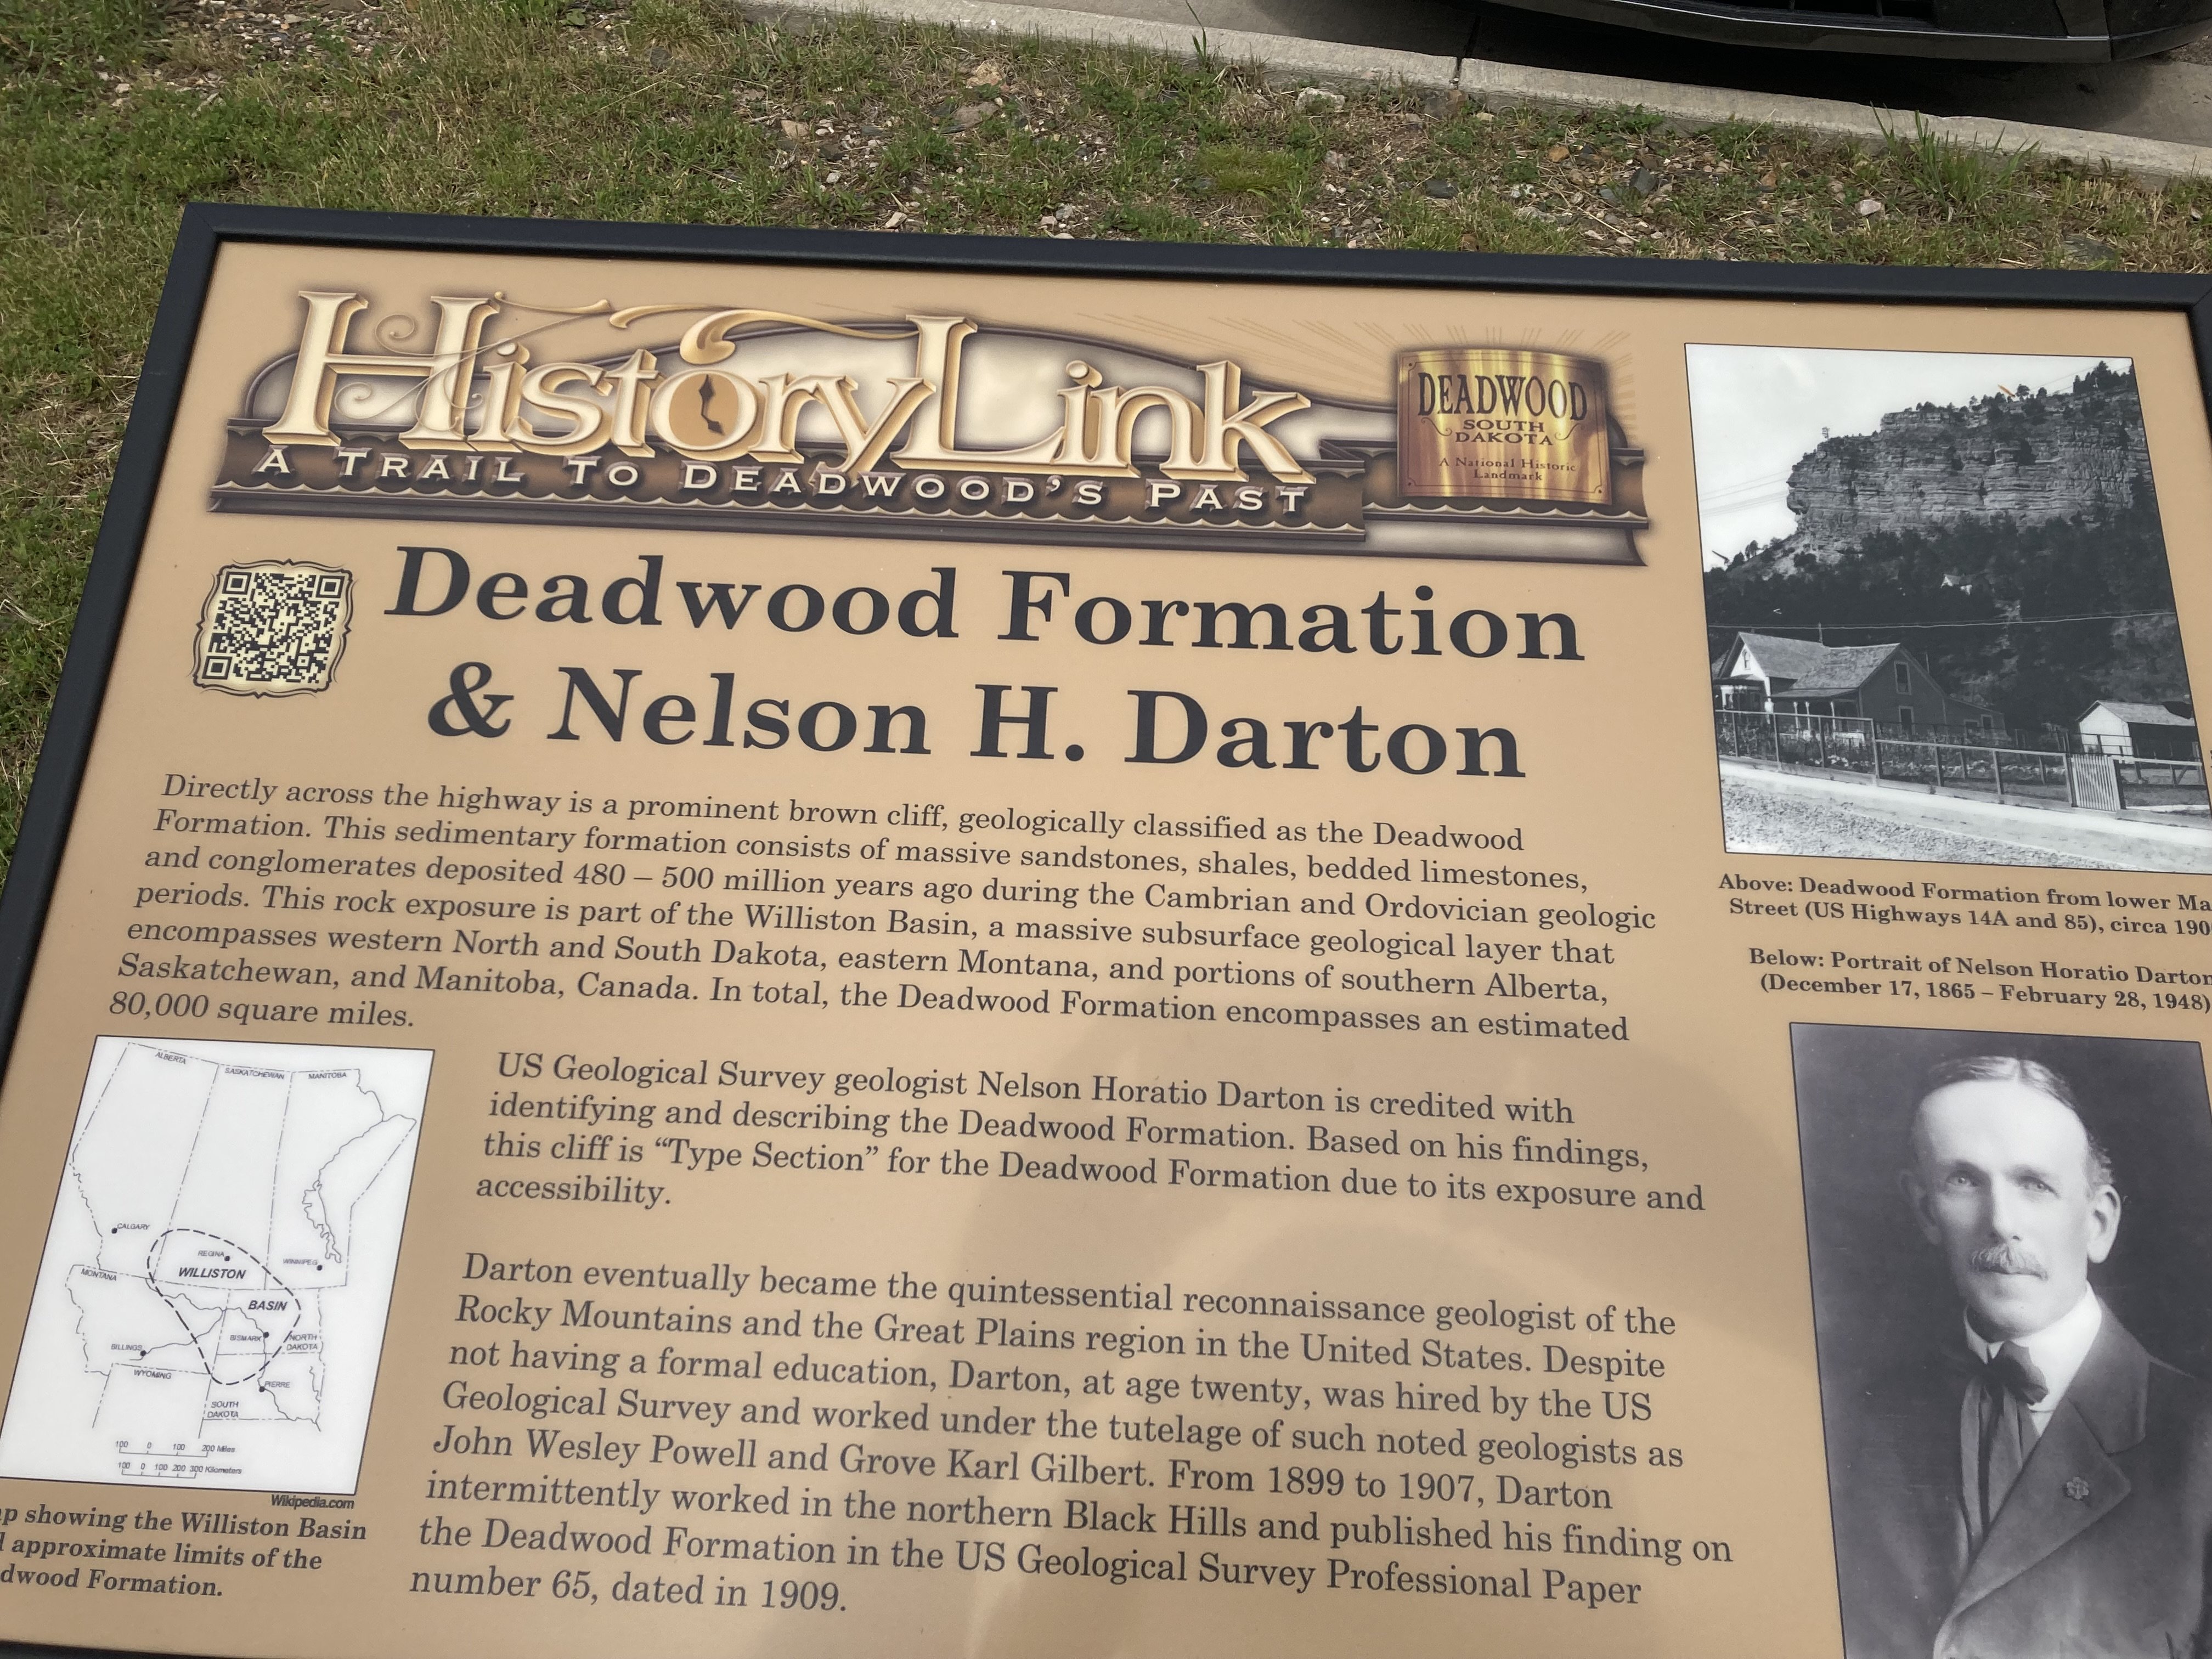 HistoryLink
A TRAIL TO DEADWOOD'S PAST
DEADWOOD
SOUTH
DAKOTA
A National Historic
Landmark
Deadwood Formation
& Nelson H. Darton
Directly across the highway is a prominent brown cliff, geologically classified as the Deadwood
Formation. This sedimentary formation consists of massive sandstones, shales, bedded limestones,
and conglomerates deposited 480 – 500 million years ago during the Cambrian and Ordovician geologic
periods. This rock exposure is part of the Williston Basin, a massive subsurface geological layer that
encompasses western North and South Dakota, eastern Montana, and portions of southern Alberta,
Saskatchewan, and Manitoba, Canada. In total, the Deadwood Formation encompasses an estimated
80,000 square miles.
US Geological Survey geologist Nelson Horatio Darton is credited with
identifying and describing the Deadwood Formation. Based on his findings,
this cliff is “Type Section” for the Deadwood Formation due to its exposure and
accessibility.
Darton eventually became the quintessential reconnaissance geologist of the
Rocky Mountains and the Great Plains region in the United States. Despite
not having a formal education, Darton, at age twenty, was hired by the US
Geological Survey and worked under the tutelage of such noted geologists as
John Wesley Powell and Grove Karl Gilbert. From 1899 to 1907, Darton
intermittently worked in the northern Black Hills and published his finding on
the Deadwood Formation in the US Geological Survey Professional Paper
number 65, dated in 1909.
ALBERTA
SASKATCHEWAN
MANITOBA
CALGARY
REGINA
WINNIPEG
WILLISTON
BASIN
MONTANA
BISMARK
NORTH
DAKOTA
BILLINGS
WYOMING
PIERRE
SOUTH
DAKOTA
100 0 100 200 Miles
100 0 100 200 300 Kilometers
Wikipedia.com
showing the Williston Basin
approximate limits of the
dwood Formation.
Above: Deadwood Formation from lower Ma
Street (US Highways 14A and 85), circa 190
Below: Portrait of Nelson Horatio Darton
(December 17, 1865 – February 28, 1948)